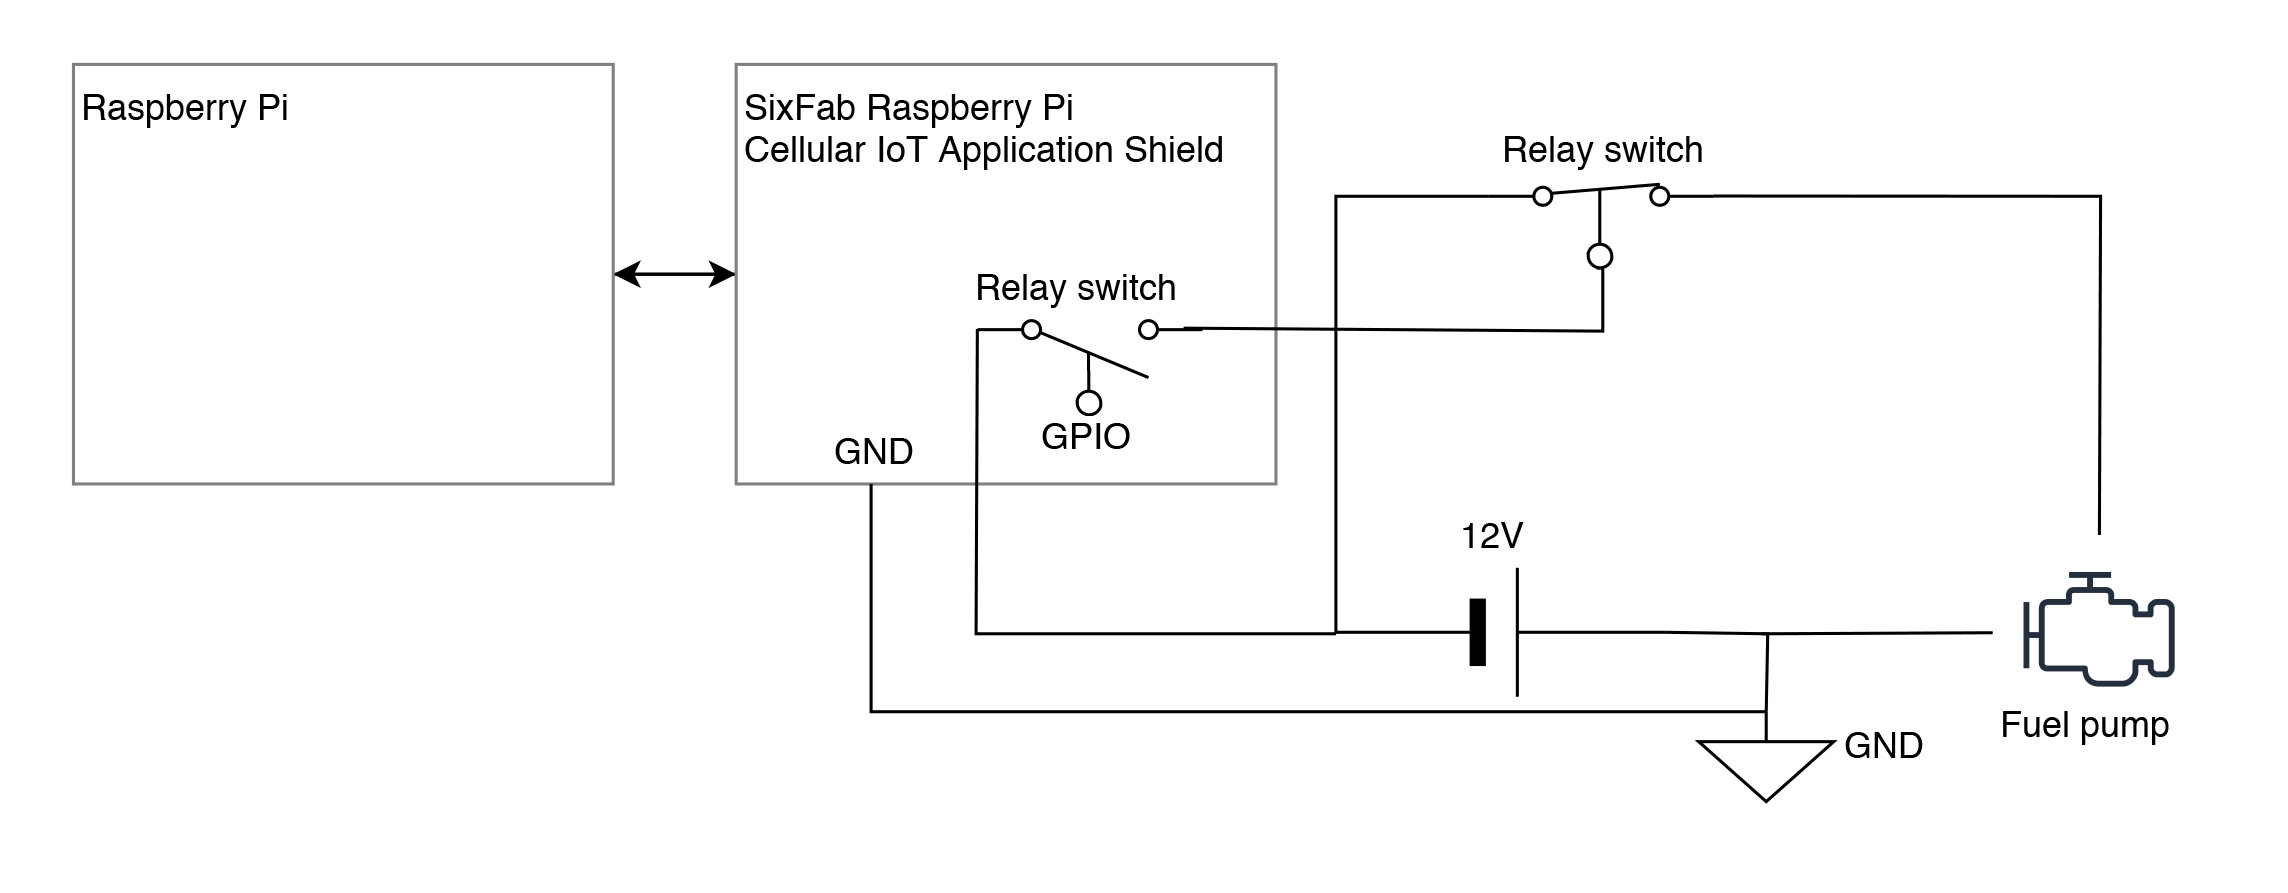 Raspberry Pi
SixFab Raspberry Pi
Cellular IoT Application Shield
Relay switch
Relay switch
GPIO
GND
12V
Fuel pump
GND